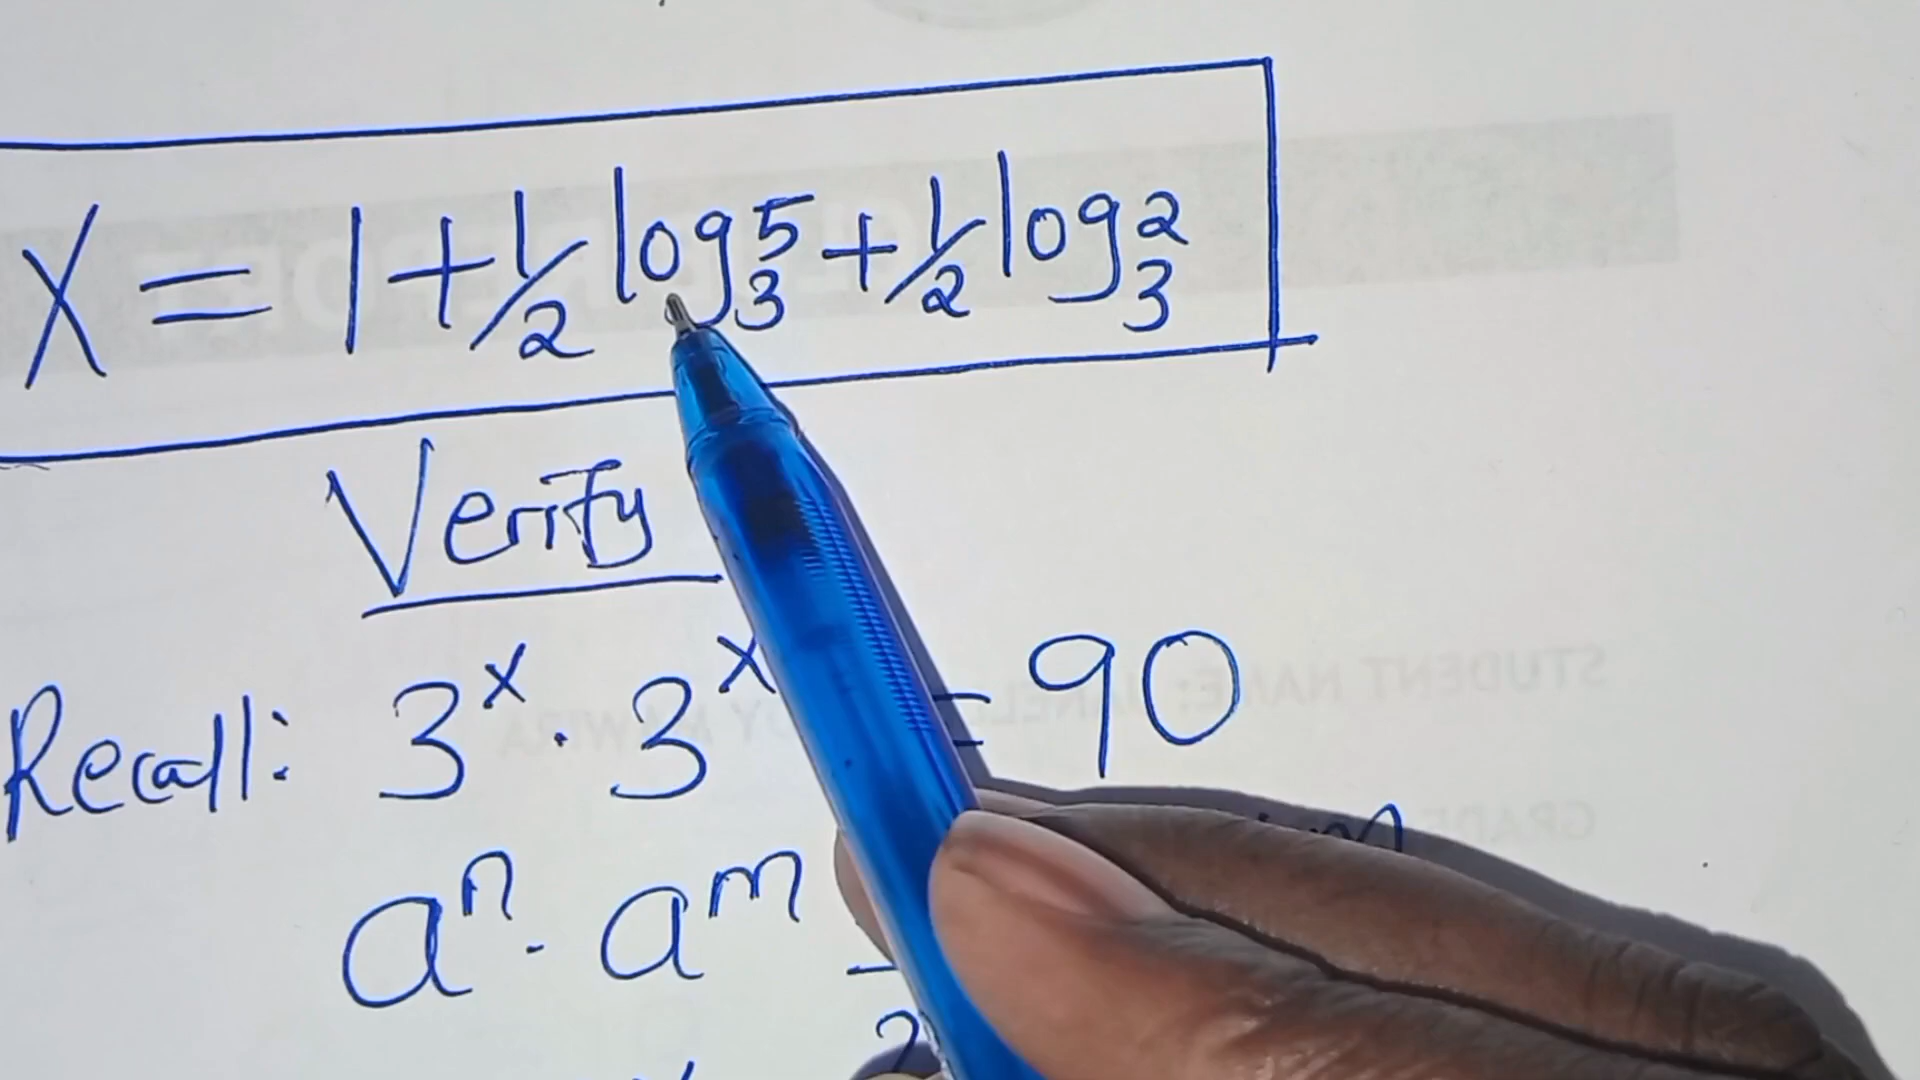 X = 1 + 1/2 log₃5 + 1/2 log₃2
Verify
Recall: 3ˣ · 3ˣ = 90
aⁿ · aᵐ